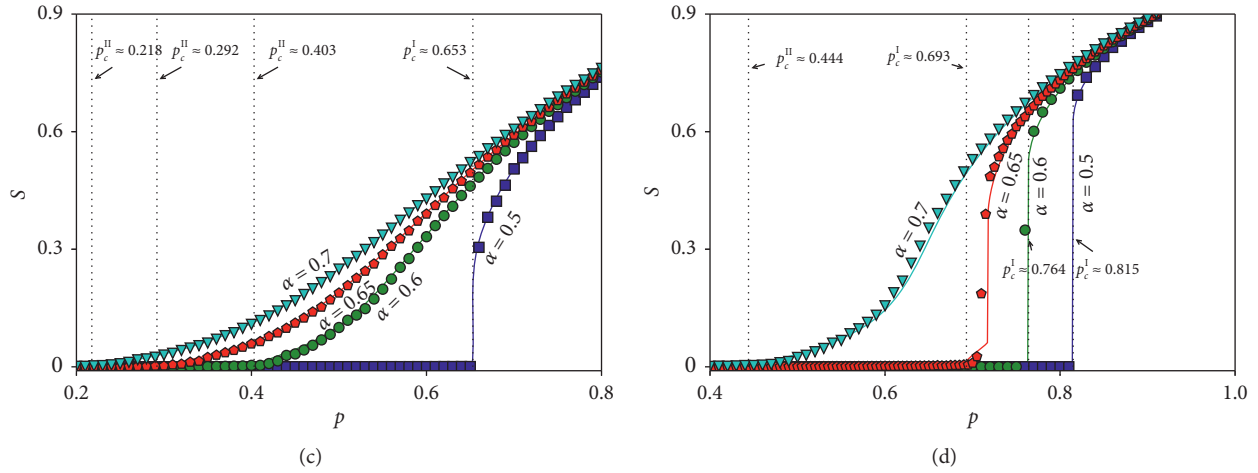 0.9
0.6
0.3
0
S
0.2
0.4
0.6
0.8
p
p_c^II ≈ 0.218
p_c^II ≈ 0.292
p_c^II ≈ 0.403
p_c^I ≈ 0.653
α = 0.7
α = 0.65
α = 0.6
α = 0.5
(c)
0.9
0.6
0.3
0
S
0.4
0.6
0.8
1.0
p
p_c^II ≈ 0.444
p_c^I ≈ 0.693
α = 0.7
α = 0.65
α = 0.6
α = 0.5
p_c^I ≈ 0.764
p_c^I ≈ 0.815
(d)